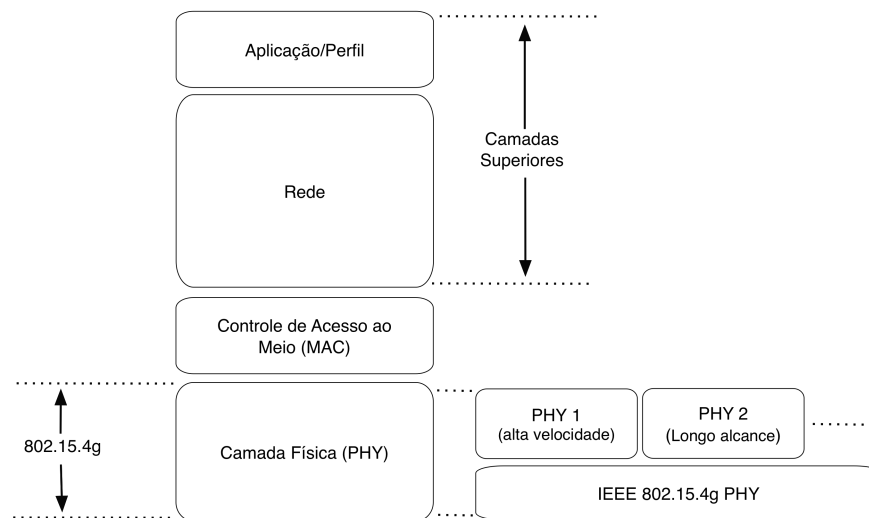 Aplicação/Perfil
Camadas
Superiores
Rede
Controle de Acesso ao
Meio (MAC)
802.15.4g
Camada Física (PHY)
PHY 1
(alta velocidade)
PHY 2
(Longo alcance)
IEEE 802.15.4g PHY